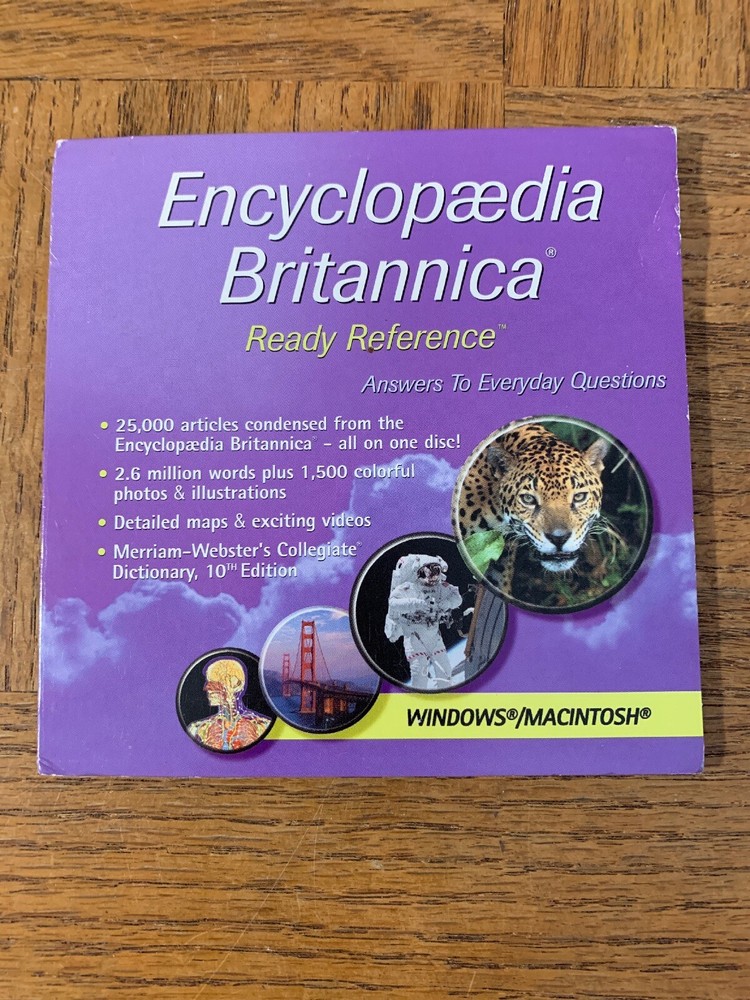 Encyclopædia
Britannica®
Ready Reference™
Answers To Everyday Questions
• 25,000 articles condensed from the
Encyclopædia Britannica® – all on one disc!
• 2.6 million words plus 1,500 colorful
photos & illustrations
• Detailed maps & exciting videos
• Merriam-Webster's Collegiate®
Dictionary, 10TH Edition
WINDOWS®/MACINTOSH®